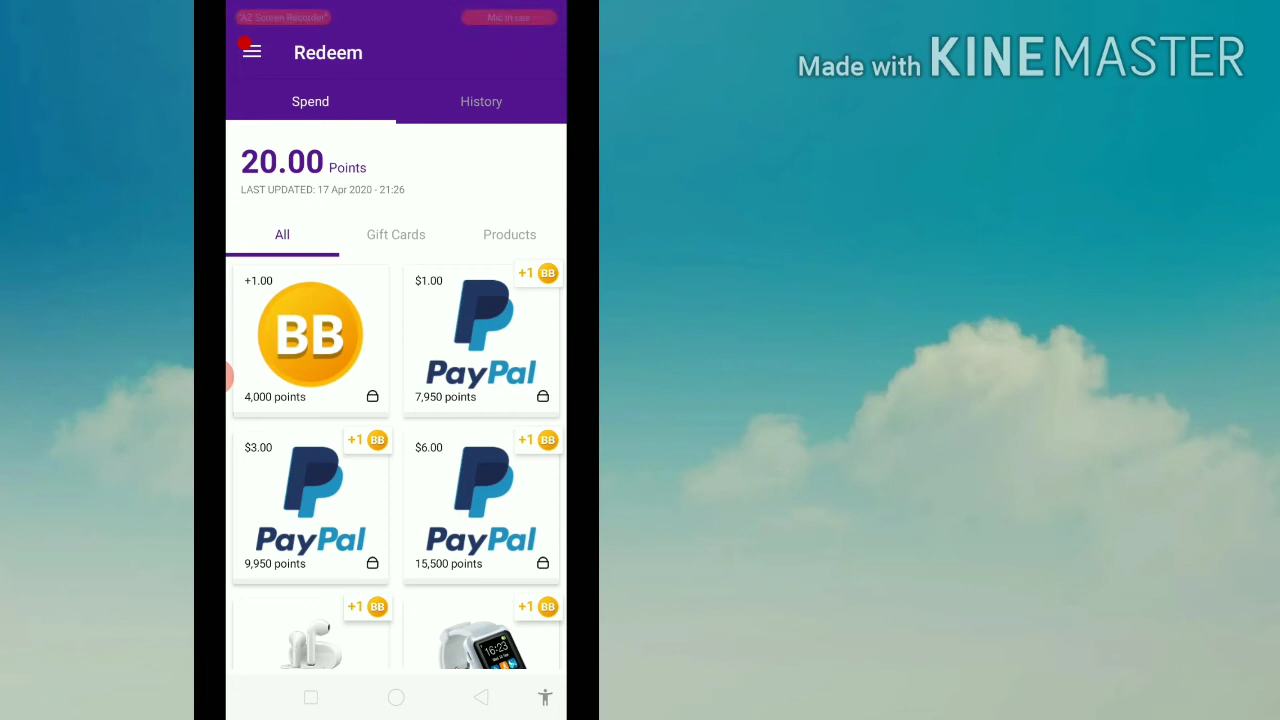 "AZ Screen Recorder"
Mic in use
Made with KINEMASTER
Redeem
Spend
History
20.00 Points
LAST UPDATED: 17 Apr 2020 - 21:26
All
Gift Cards
Products
+1.00
BB
4,000 points
+1 BB
$1.00
PayPal
7,950 points
+1 BB
$3.00
PayPal
9,950 points
+1 BB
$6.00
PayPal
15,500 points
+1 BB
+1 BB
16:23